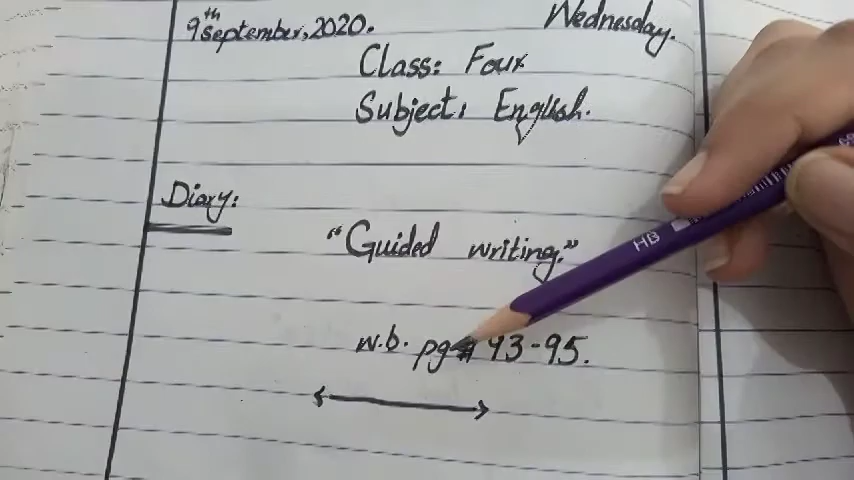 9th September, 2020.
Wednesday.
Class: Four
Subject: English.
Diary:
"Guided writing."
w.b. pg # 93-95.
HB